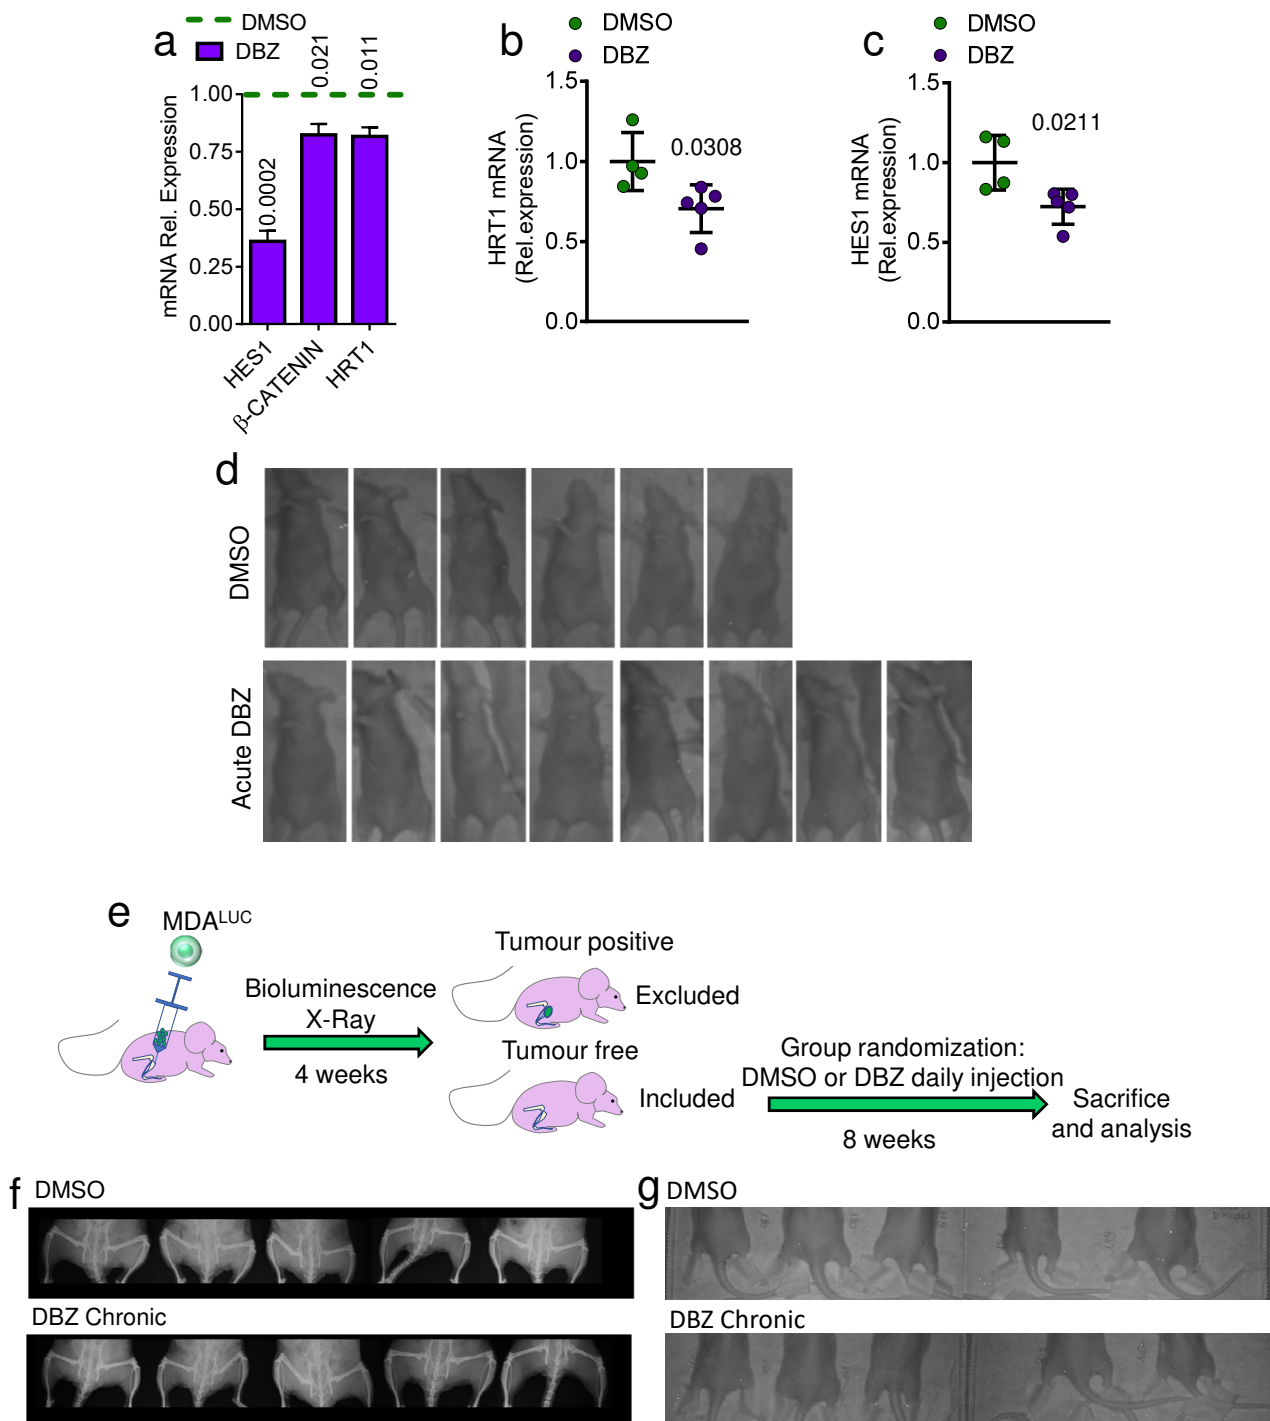 a
DMSO
DBZ
mRNA Rel. Expression
1.00
0.75
0.50
0.25
0.00
0.0002
0.021
0.011
HES1
β-CATENIN
HRT1
b
DMSO
DBZ
HRT1 mRNA
(Rel.expression)
1.5
1.0
0.5
0.0
0.0308
c
DMSO
DBZ
HES1 mRNA
(Rel.expression)
1.5
1.0
0.5
0.0
0.0211
d
DMSO
Acute DBZ
e
MDALUC
Bioluminescence
X-Ray
4 weeks
Tumour positive
Excluded
Tumour free
Included
Group randomization:
DMSO or DBZ daily injection
8 weeks
Sacrifice
and analysis
f
DMSO
DBZ Chronic
g
DMSO
DBZ Chronic